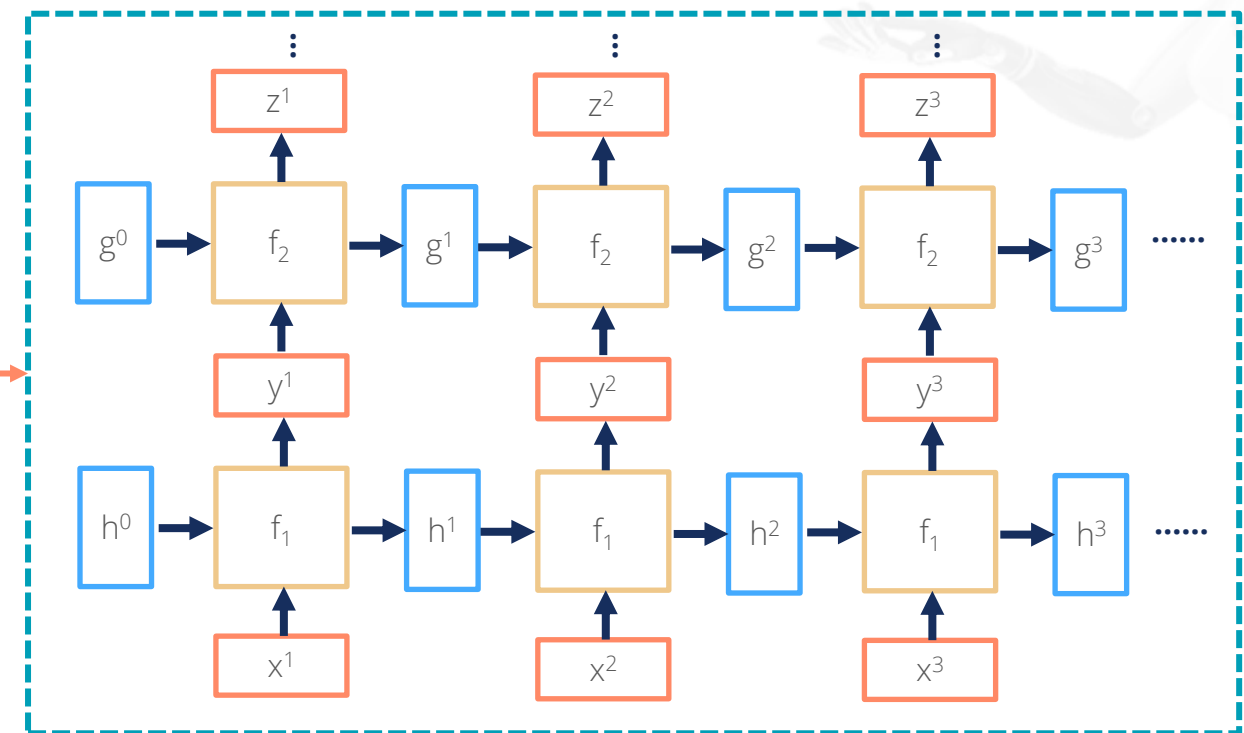 ⋮ ⋮ ⋮
z¹ z² z³
g⁰ f₂ g¹ f₂ g² f₂ g³ ……
y¹ y² y³
h⁰ f₁ h¹ f₁ h² f₁ h³ ……
x¹ x² x³